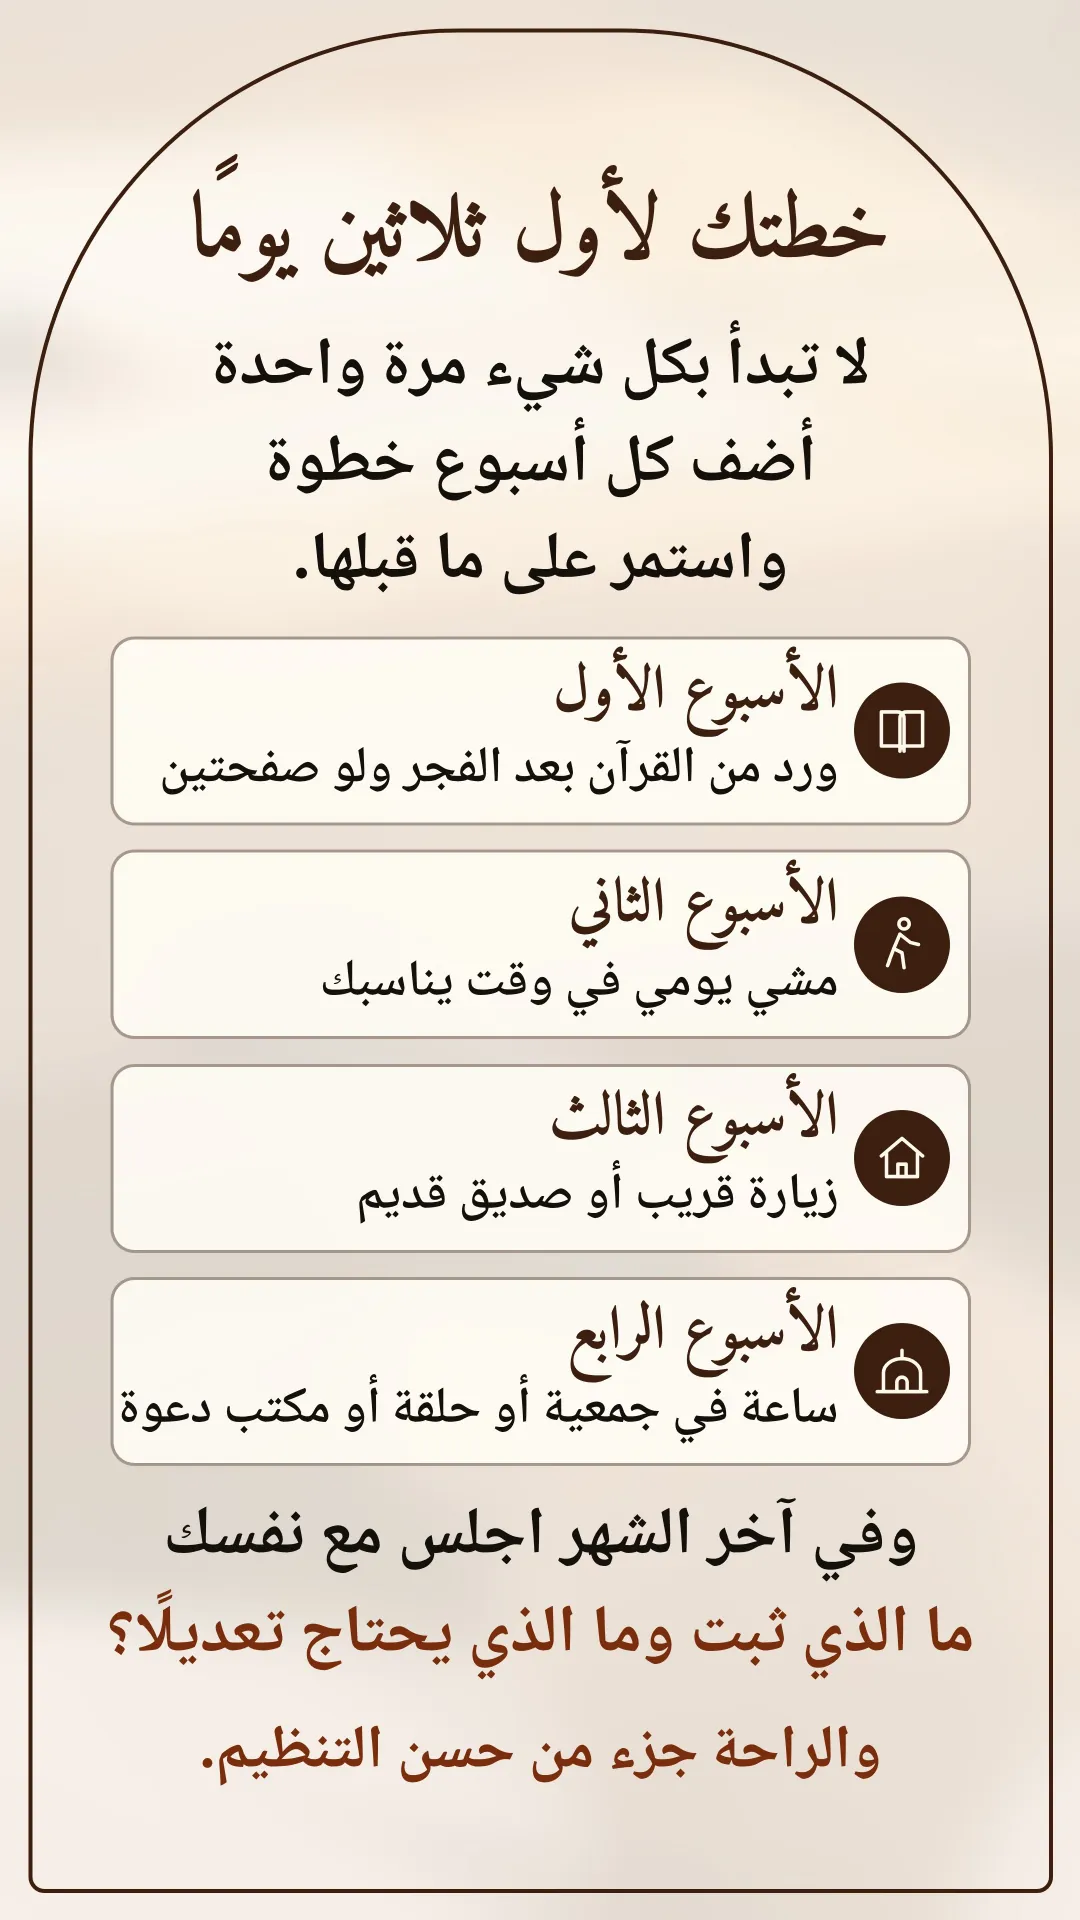 خطتك لأول ثلاثين يومًا
لا تبدأ بكل شيء مرة واحدة
أضف كل أسبوع خطوة
واستمر على ما قبلها.
الأسبوع الأول
ورد من القرآن بعد الفجر ولو صفحتين
الأسبوع الثاني
مشي يومي في وقت يناسبك
الأسبوع الثالث
زيارة قريب أو صديق قديم
الأسبوع الرابع
ساعة في جمعية أو حلقة أو مكتب دعوة
وفي آخر الشهر اجلس مع نفسك
ما الذي ثبت وما الذي يحتاج تعديلًا؟
والراحة جزء من حسن التنظيم.